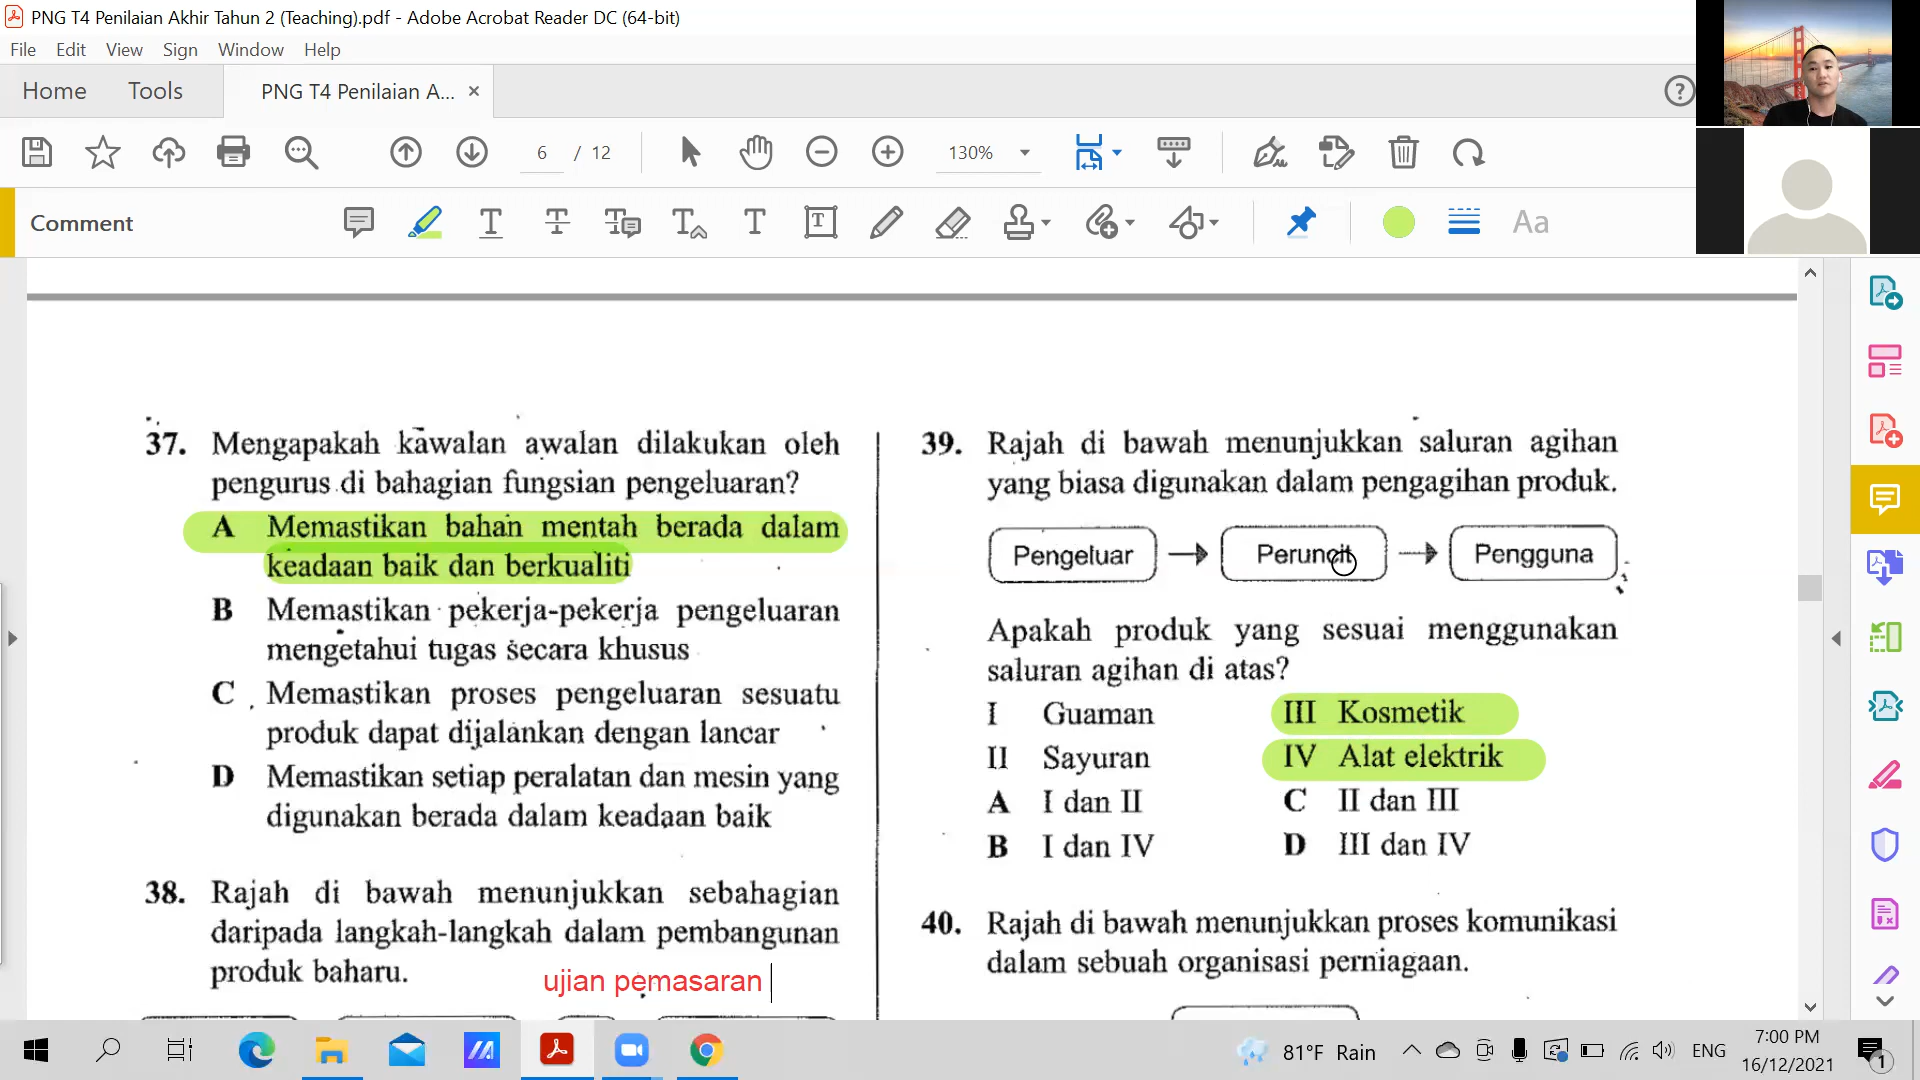 PNG T4 Penilaian Akhir Tahun 2 (Teaching).pdf - Adobe Acrobat Reader DC (64-bit)
File Edit View Sign Window Help
Home Tools PNG T4 Penilaian A... ×
6 / 12 130%
Comment
Aa
37. Mengapakah kawalan awalan dilakukan oleh
pengurus di bahagian fungsian pengeluaran?
A Memastikan bahan mentah berada dalam
keadaan baik dan berkualiti
B Memastikan pekerja-pekerja pengeluaran
mengetahui tugas secara khusus
C Memastikan proses pengeluaran sesuatu
produk dapat dijalankan dengan lancar
D Memastikan setiap peralatan dan mesin yang
digunakan berada dalam keadaan baik
38. Rajah di bawah menunjukkan sebahagian
daripada langkah-langkah dalam pembangunan
produk baharu.
ujian pemasaran
39. Rajah di bawah menunjukkan saluran agihan
yang biasa digunakan dalam pengagihan produk.
Pengeluar → Peruncit → Pengguna
Apakah produk yang sesuai menggunakan
saluran agihan di atas?
I Guaman III Kosmetik
II Sayuran IV Alat elektrik
A I dan II C II dan III
B I dan IV D III dan IV
40. Rajah di bawah menunjukkan proses komunikasi
dalam sebuah organisasi perniagaan.
81°F Rain ENG 7:00 PM
16/12/2021
1